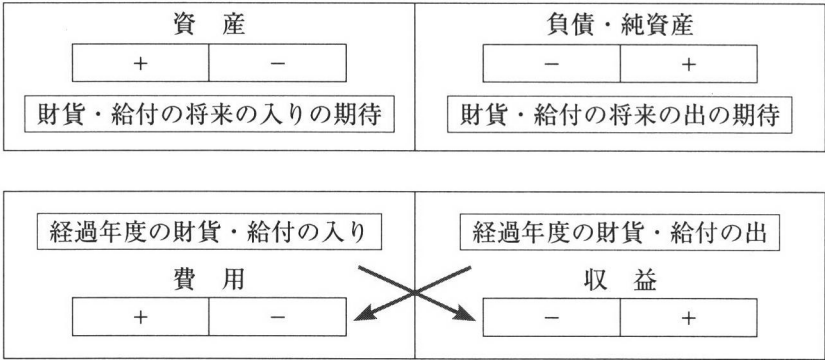 資 産
+ −
財貨・給付の将来の入りの期待
負債・純資産
− +
財貨・給付の将来の出の期待
経過年度の財貨・給付の入り
費 用
+ −
経過年度の財貨・給付の出
収 益
− +